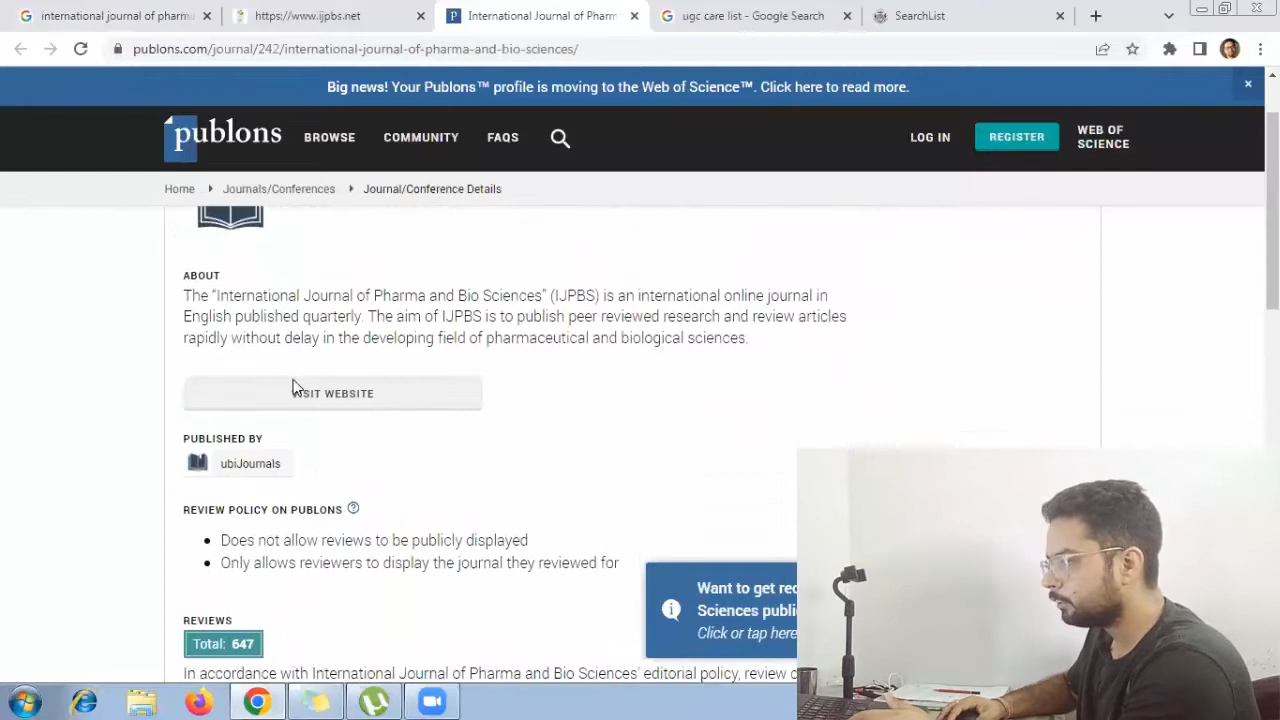 international journal of pharmu
https://www.ijpbs.net
International Journal of Pharm
ugc care list - Google Search
SearchList
publons.com/journal/242/international-journal-of-pharma-and-bio-sciences/
Big news! Your Publons™ profile is moving to the Web of Science™. Click here to read more.
publons
BROWSE
COMMUNITY
FAQS
LOG IN
REGISTER
WEB OF
SCIENCE
Home
Journals/Conferences
Journal/Conference Details
ABOUT
The “International Journal of Pharma and Bio Sciences” (IJPBS) is an international online journal in
English published quarterly. The aim of IJPBS is to publish peer reviewed research and review articles
rapidly without delay in the developing field of pharmaceutical and biological sciences.
VISIT WEBSITE
PUBLISHED BY
ubiJournals
REVIEW POLICY ON PUBLONS
Does not allow reviews to be publicly displayed
Only allows reviewers to display the journal they reviewed for
Want to get rec
Sciences public
Click or tap here
REVIEWS
Total: 647
In accordance with International Journal of Pharma and Bio Sciences' editorial policy, review